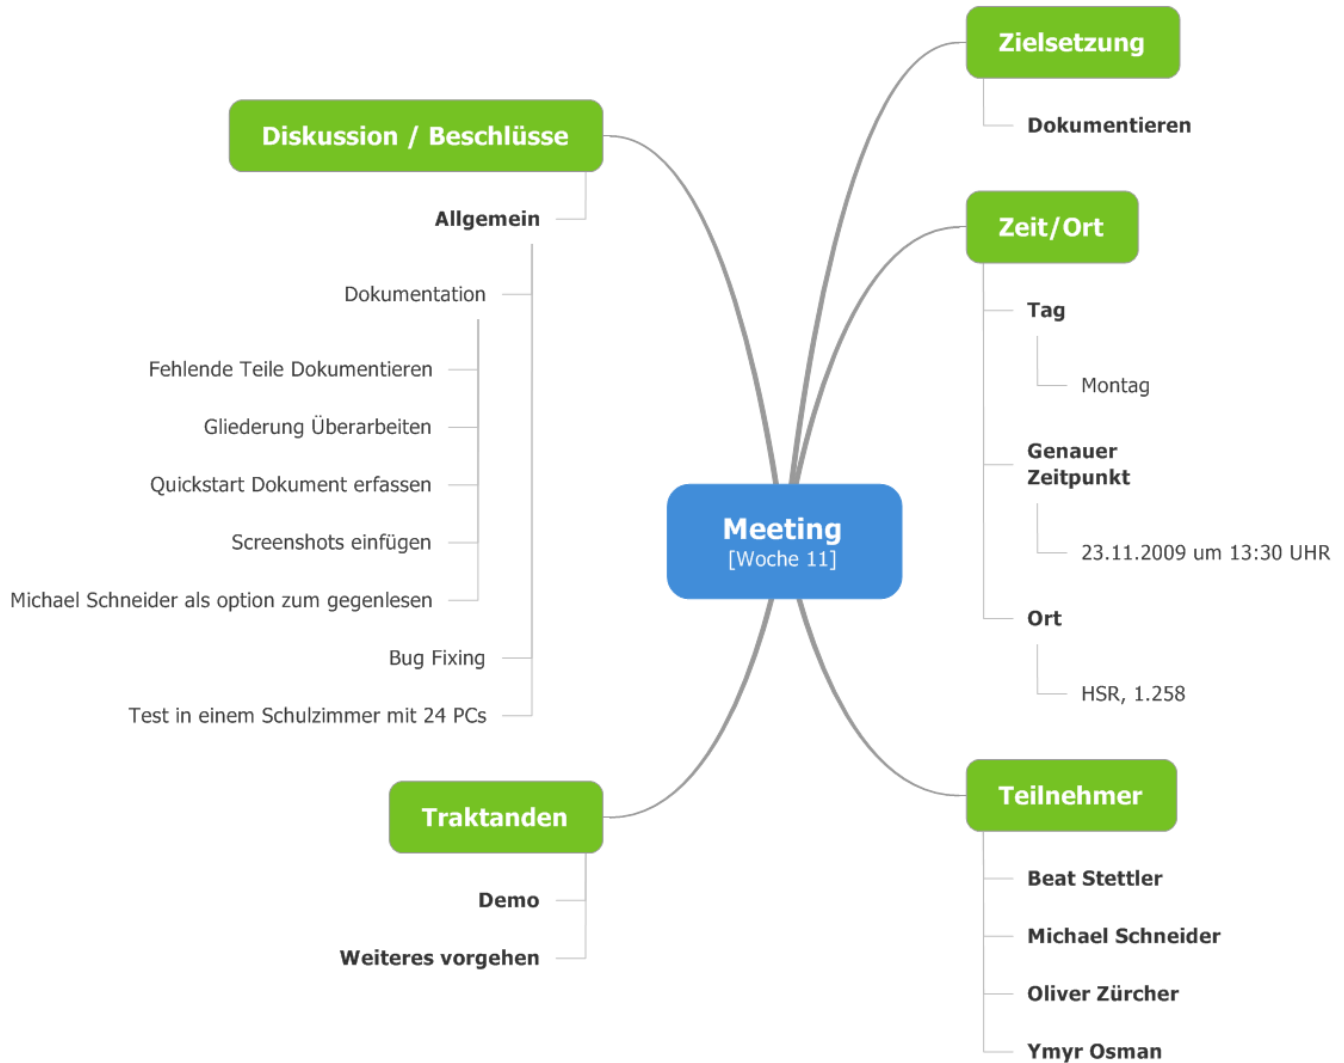 Meeting
[Woche 11]
Zielsetzung
Dokumentieren
Zeit/Ort
Tag
Montag
Genauer
Zeitpunkt
23.11.2009 um 13:30 UHR
Ort
HSR, 1.258
Teilnehmer
Beat Stettler
Michael Schneider
Oliver Zürcher
Ymyr Osman
Diskussion / Beschlüsse
Allgemein
Dokumentation
Fehlende Teile Dokumentieren
Gliederung Überarbeiten
Quickstart Dokument erfassen
Screenshots einfügen
Michael Schneider als option zum gegenlesen
Bug Fixing
Test in einem Schulzimmer mit 24 PCs
Traktanden
Demo
Weiteres vorgehen